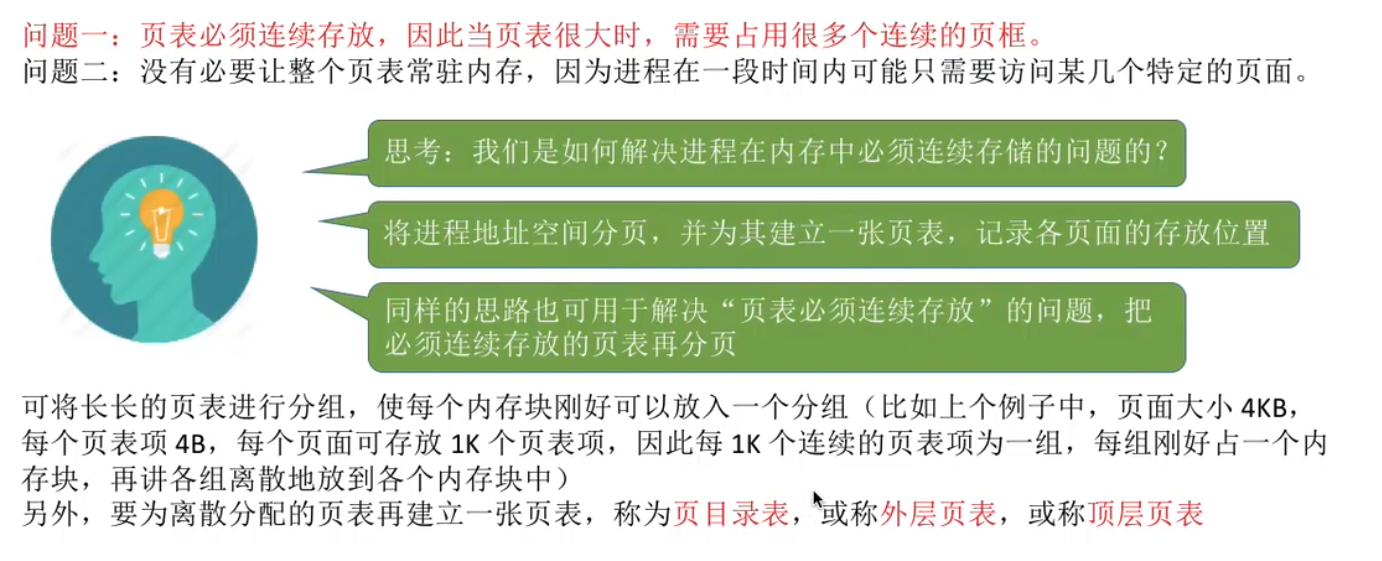 问题一：页表必须连续存放，因此当页表很大时，需要占用很多个连续的页框。
问题二：没有必要让整个页表常驻内存，因为进程在一段时间内可能只需要访问某几个特定的页面。
思考：我们是如何解决进程在内存中必须连续存储的问题的？
将进程地址空间分页，并为其建立一张页表，记录各页面的存放位置
同样的思路也可用于解决“页表必须连续存放”的问题，把
必须连续存放的页表再分页
可将长长的页表进行分组，使每个内存块刚好可以放入一个分组（比如上个例子中，页面大小 4KB，
每个页表项 4B，每个页面可存放 1K 个页表项，因此每 1K 个连续的页表项为一组，每组刚好占一个内
存块，再讲各组离散地放到各个内存块中）
另外，要为离散分配的页表再建立一张页表，称为页目录表，或称外层页表，或称顶层页表